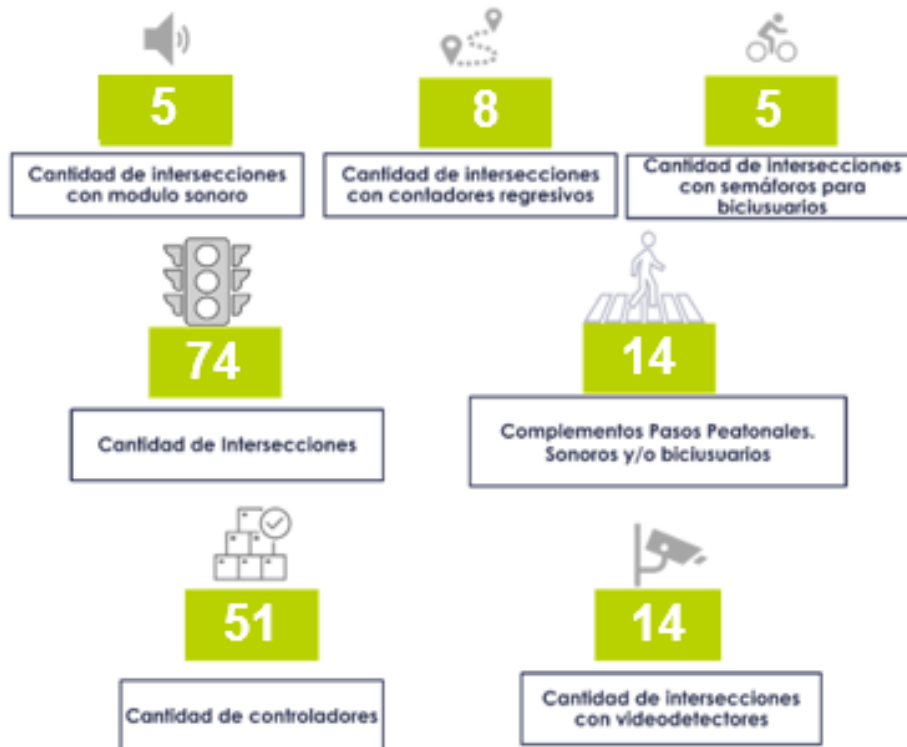 5
Cantidad de intersecciones
con modulo sonoro
8
Cantidad de intersecciones
con contadores regresivos
5
Cantidad de intersecciones
con semáforos para
biciusuarios
74
Cantidad de Intersecciones
14
Complementos Pasos Peatonales.
Sonoros y/o biciusuarios
51
Cantidad de controladores
14
Cantidad de intersecciones
con videodetectores